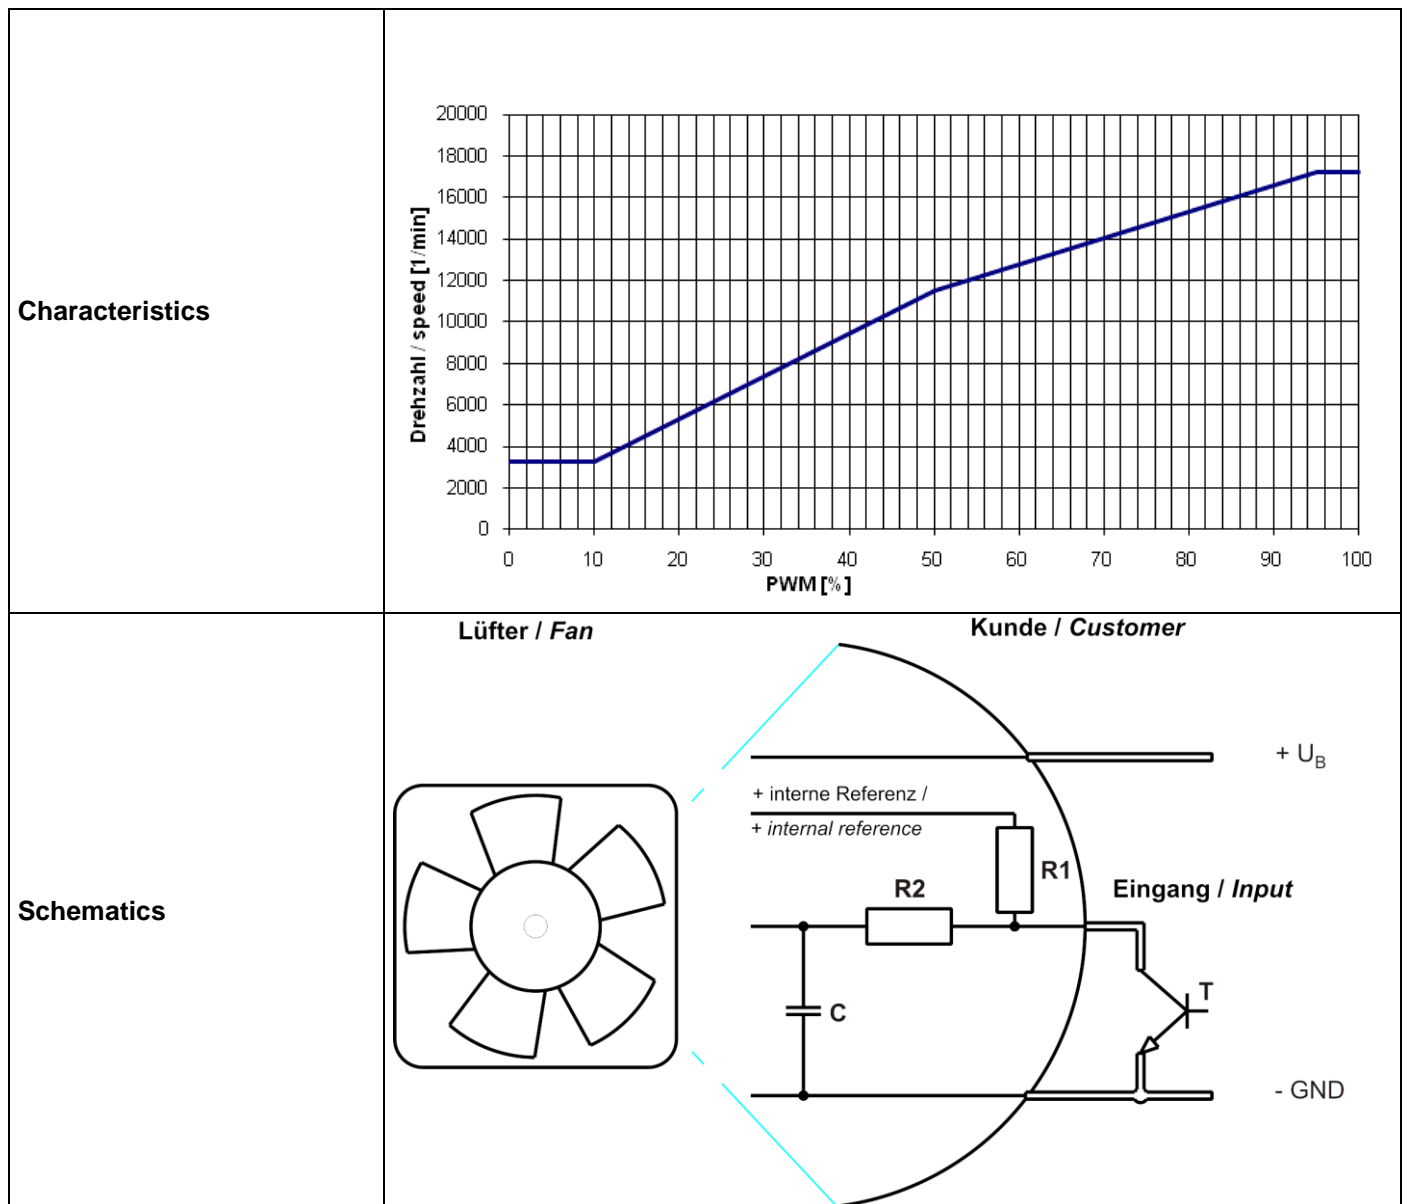 Characteristics
20000
18000
16000
14000
12000
10000
8000
6000
4000
2000
0
Drehzahl / speed [1/min]
0 10 20 30 40 50 60 70 80 90 100
PWM [%]
Schematics
Lüfter / Fan
Kunde / Customer
+ U_B
+ interne Referenz /
+ internal reference
R1
R2
Eingang / Input
C
T
- GND